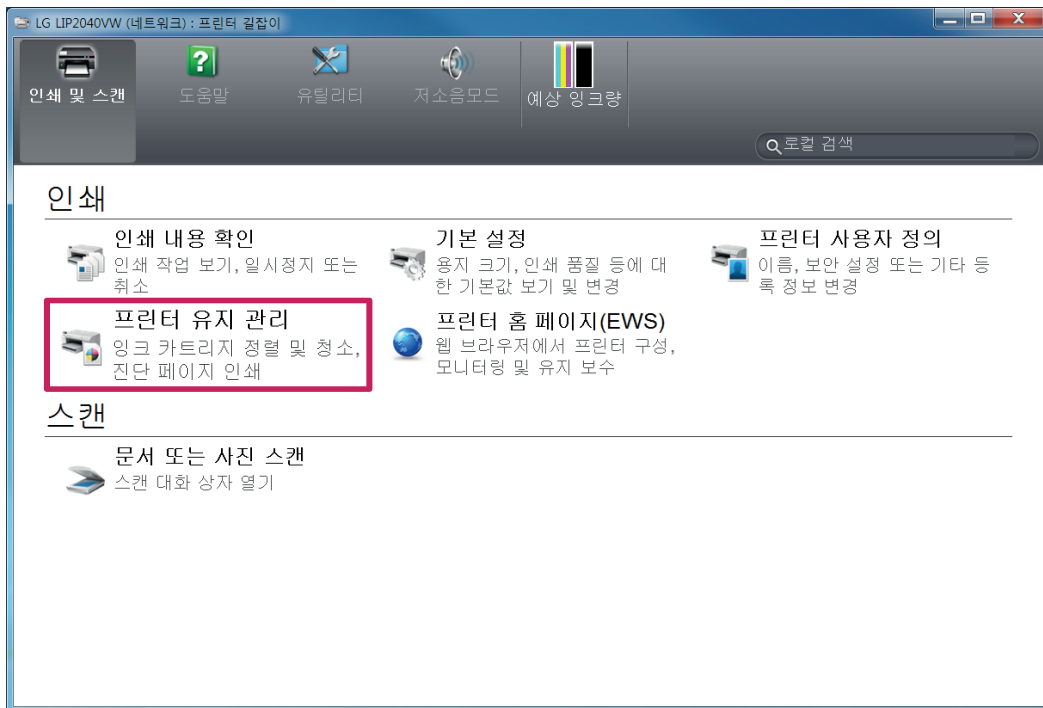 LG LIP2040VW (네트워크) : 프린터 길잡이
인쇄 및 스캔
도움말
유틸리티
저소음모드
예상 잉크량
로컬 검색
인쇄
인쇄 내용 확인
인쇄 작업 보기, 일시정지 또는
취소
기본 설정
용지 크기, 인쇄 품질 등에 대
한 기본값 보기 및 변경
프린터 사용자 정의
이름, 보안 설정 또는 기타 등
록 정보 변경
프린터 유지 관리
잉크 카트리지 정렬 및 청소,
진단 페이지 인쇄
프린터 홈 페이지(EWS)
웹 브라우저에서 프린터 구성,
모니터링 및 유지 보수
스캔
문서 또는 사진 스캔
스캔 대화 상자 열기